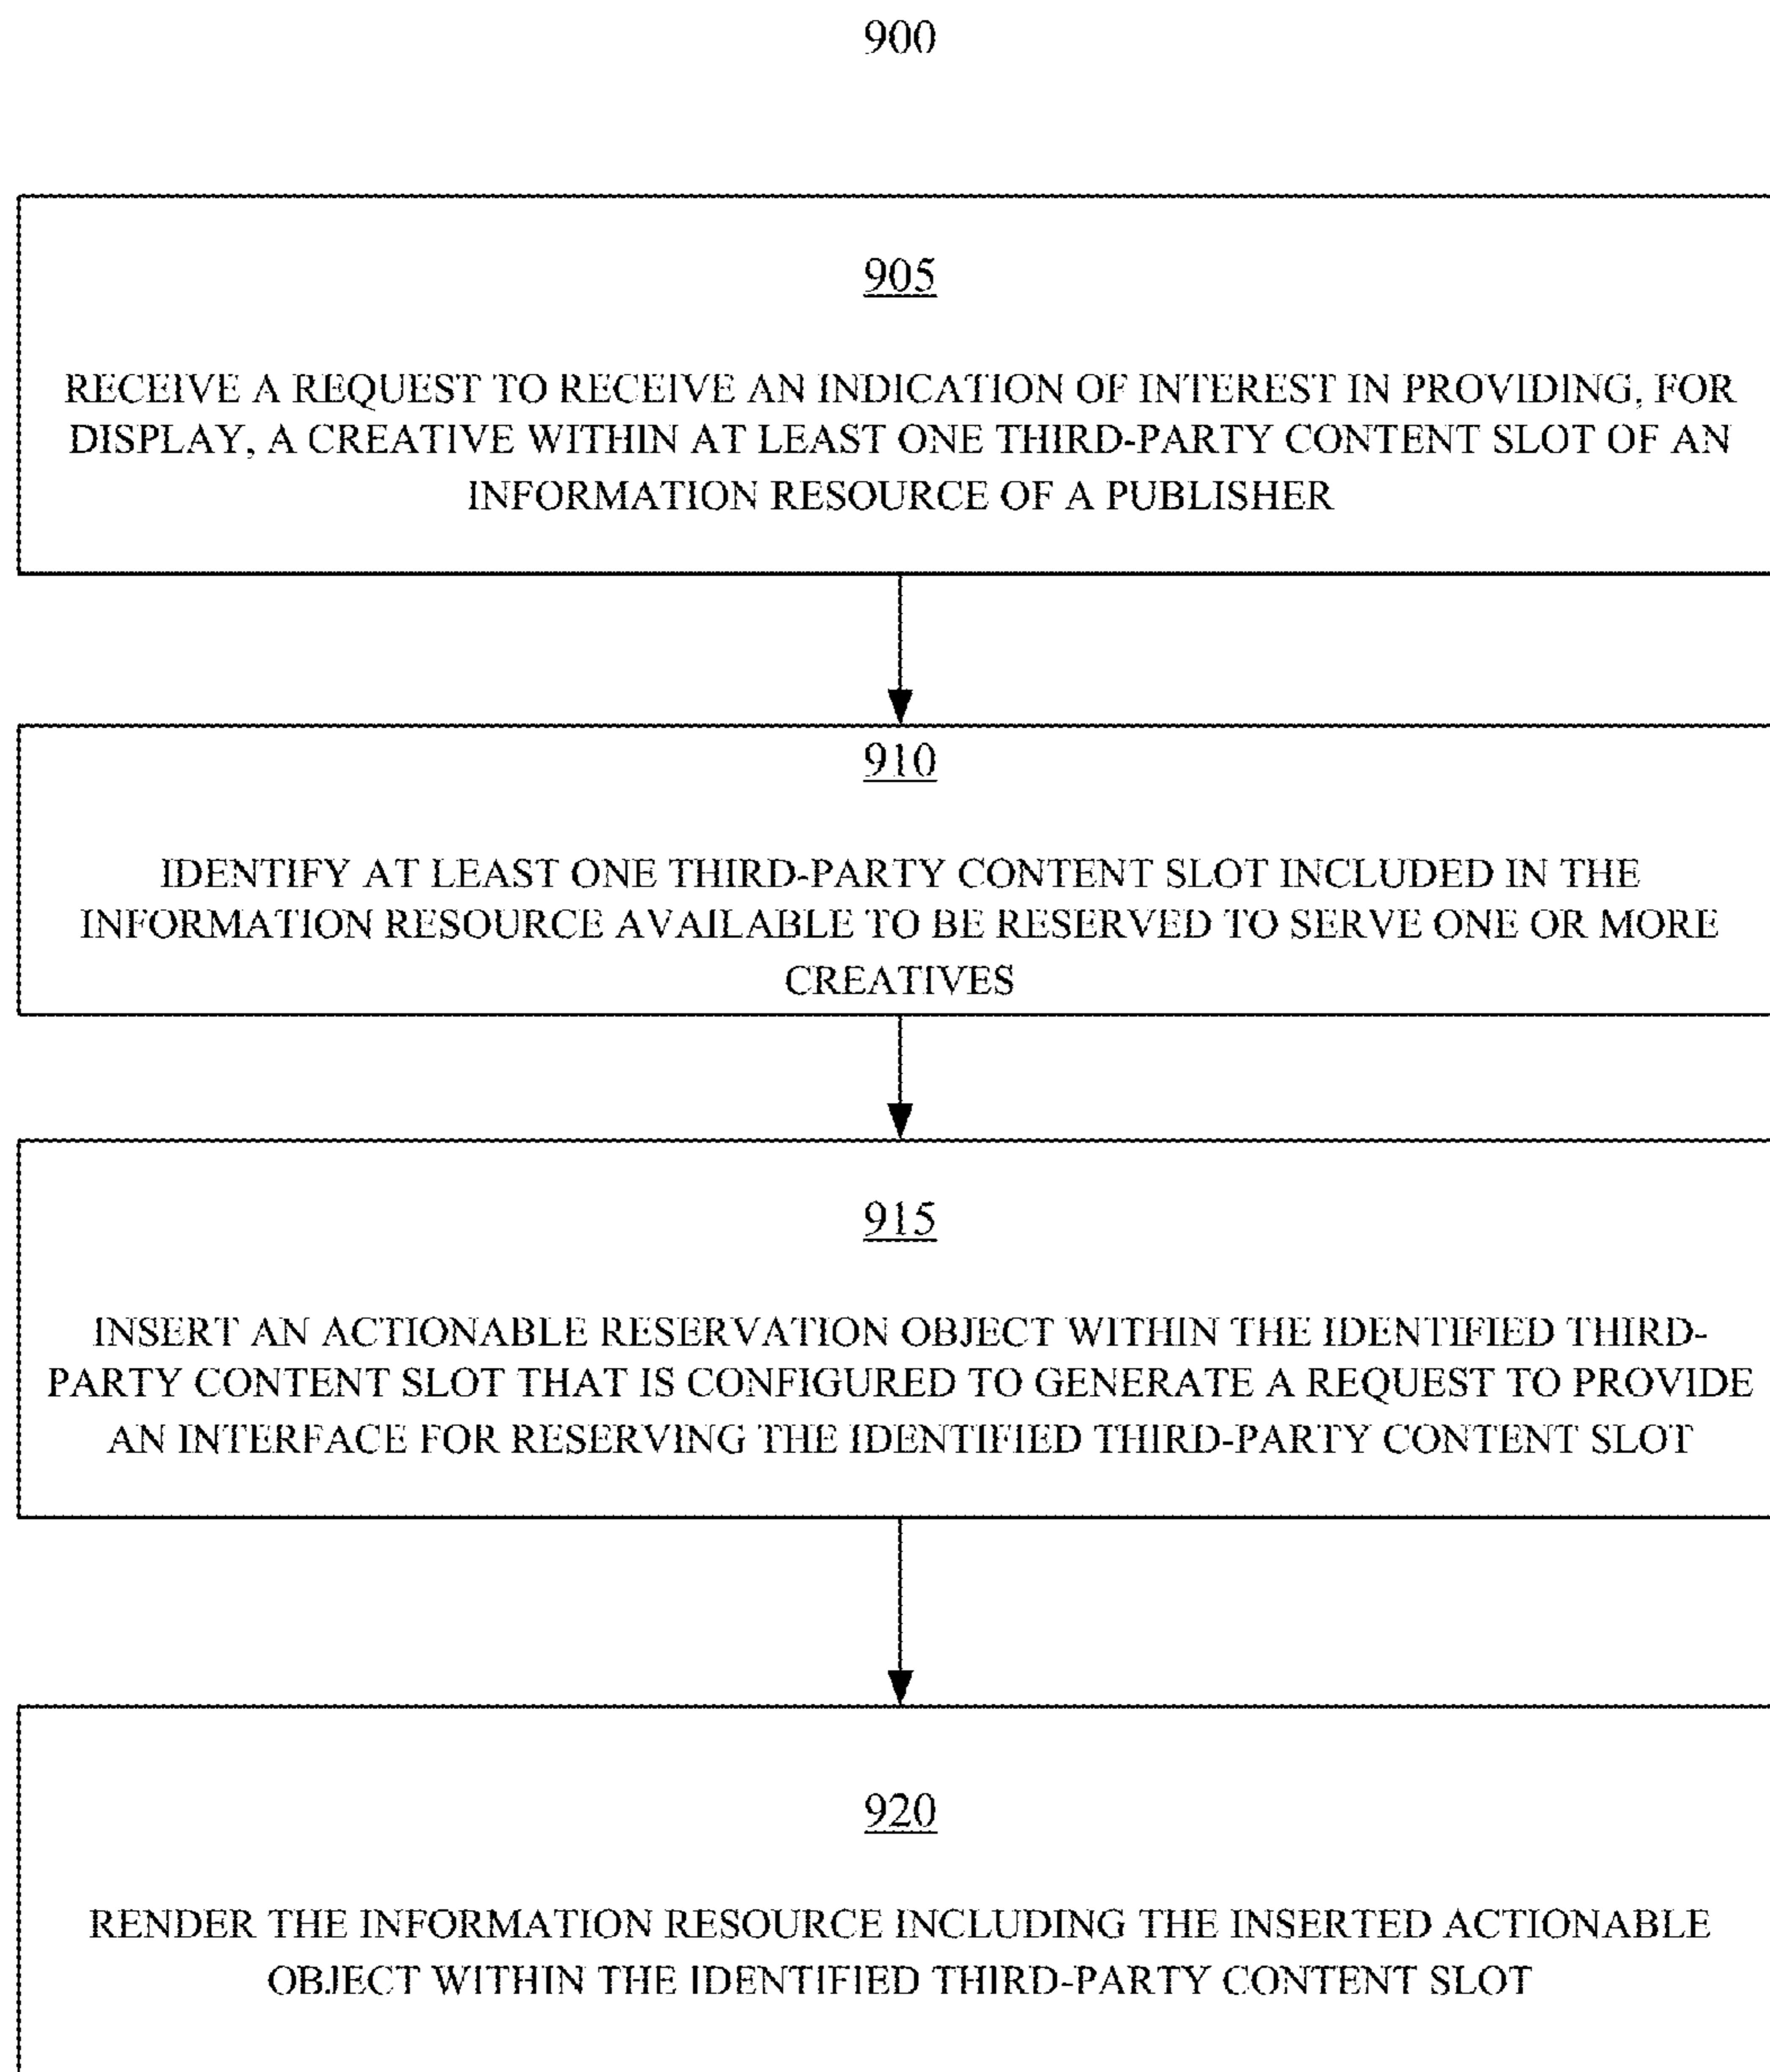 900
905
RECEIVE A REQUEST TO RECEIVE AN INDICATION OF INTEREST IN PROVIDING, FOR
DISPLAY, A CREATIVE WITHIN AT LEAST ONE THIRD-PARTY CONTENT SLOT OF AN
INFORMATION RESOURCE OF A PUBLISHER
910
IDENTIFY AT LEAST ONE THIRD-PARTY CONTENT SLOT INCLUDED IN THE
INFORMATION RESOURCE AVAILABLE TO BE RESERVED TO SERVE ONE OR MORE
CREATIVES
915
INSERT AN ACTIONABLE RESERVATION OBJECT WITHIN THE IDENTIFIED THIRD-
PARTY CONTENT SLOT THAT IS CONFIGURED TO GENERATE A REQUEST TO PROVIDE
AN INTERFACE FOR RESERVING THE IDENTIFIED THIRD-PARTY CONTENT SLOT
920
RENDER THE INFORMATION RESOURCE INCLUDING THE INSERTED ACTIONABLE
OBJECT WITHIN THE IDENTIFIED THIRD-PARTY CONTENT SLOT